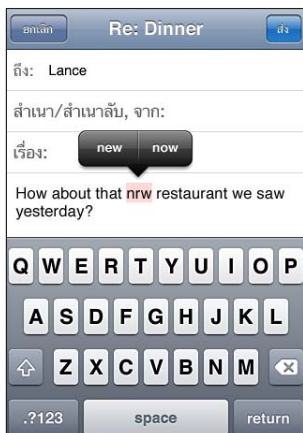 ยกเลิก Re: Dinner ส่ง
ถึง: Lance
สำเนา/สำเนาลับ, จาก:
เรื่อง:
new now
How about that nrw restaurant we saw
yesterday?
Q W E R T Y U I O P
A S D F G H J K L
Z X C V B N M
.?123 space return